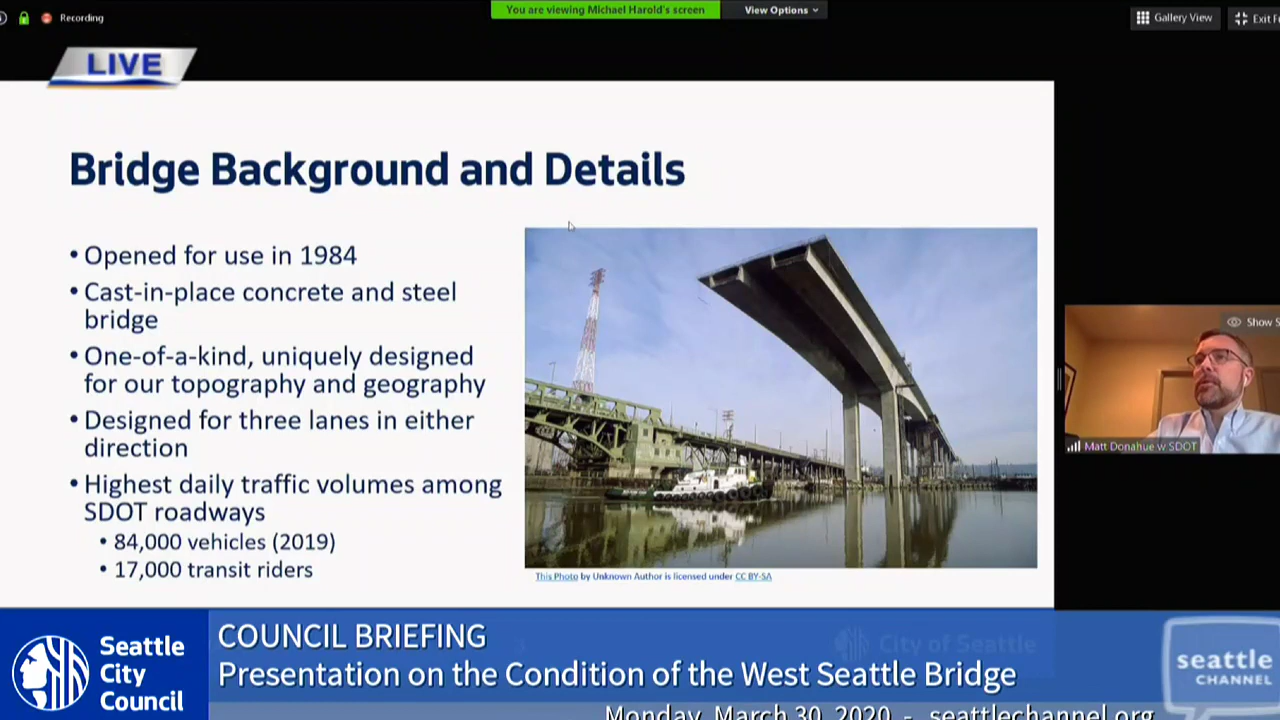 Recording
You are viewing Michael Harold's screen
View Options
Gallery View
Exit F
LIVE
Bridge Background and Details
• Opened for use in 1984
• Cast-in-place concrete and steel
bridge
• One-of-a-kind, uniquely designed
for our topography and geography
• Designed for three lanes in either
direction
• Highest daily traffic volumes among
SDOT roadways
• 84,000 vehicles (2019)
• 17,000 transit riders
This Photo by Unknown Author is licensed under CC BY-SA
Show S
Matt Donahue w SDOT
Seattle
City
Council
COUNCIL BRIEFING
City of Seattle
Presentation on the Condition of the West Seattle Bridge
Monday, March 30, 2020 - seattlechannel.org
seattle
CHANNEL